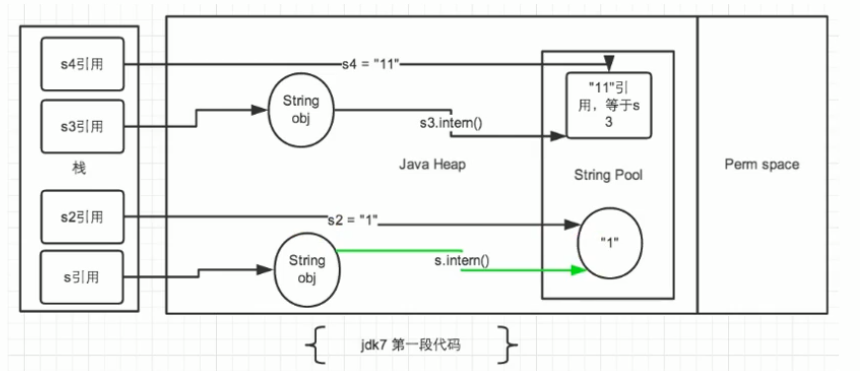 s4引用
s4 = "11"
"11"引
用，等于s
3
s3引用
String
obj
s3.intern()
栈
Java Heap
String Pool
Perm space
s2引用
s2 = "1"
"1"
s引用
String
obj
s.intern()
jdk7 第一段代码